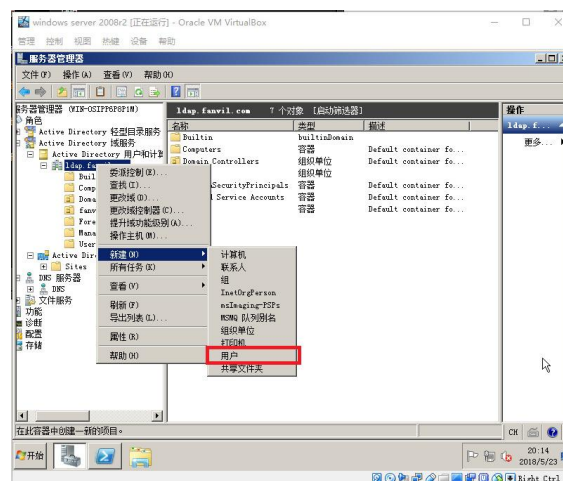 windows server 2008r2 [正在运行] - Oracle VM VirtualBox
管理 控制 视图 热键 设备 帮助
服务器管理器
文件(F) 操作(A) 查看(V) 帮助(H)
服务器管理器 (WIN-OSIPP6P8P1M)
角色
Active Directory 轻型目录服务
Active Directory 域服务
Active Directory 用户和计算
ldap.fanvil
Buil
Comp
Doma
fanv
Fore
Mana
User
Active Dire
Sites
DNS 服务器
DNS
文件服务
功能
诊断
配置
存储
ldap.fanvil.com 7 个对象 [启动筛选器]
名称 类型 描述
Builtin builtinDomain
Computers 容器 Default container fo...
Domain Controllers 组织单位 Default container fo...
组织单位
SecurityPrincipals 容器 Default container fo...
Service Accounts 容器 Default container fo...
容器 Default container fo...
操作
ldap.f...
更多...
委派控制(E)...
查找(I)...
更改域(D)...
更改域控制器(C)...
提升域功能级别(A)...
操作主机(M)...
新建(N)
所有任务(K)
查看(V)
刷新(F)
导出列表(L)...
属性(R)
帮助(H)
计算机
联系人
组
InetOrgPerson
msImaging-PSPs
MSMQ 队列别名
组织单位
打印机
用户
共享文件夹
在此容器中创建一新的项目。
开始
CH
20:14
2018/5/23
Right Ctrl